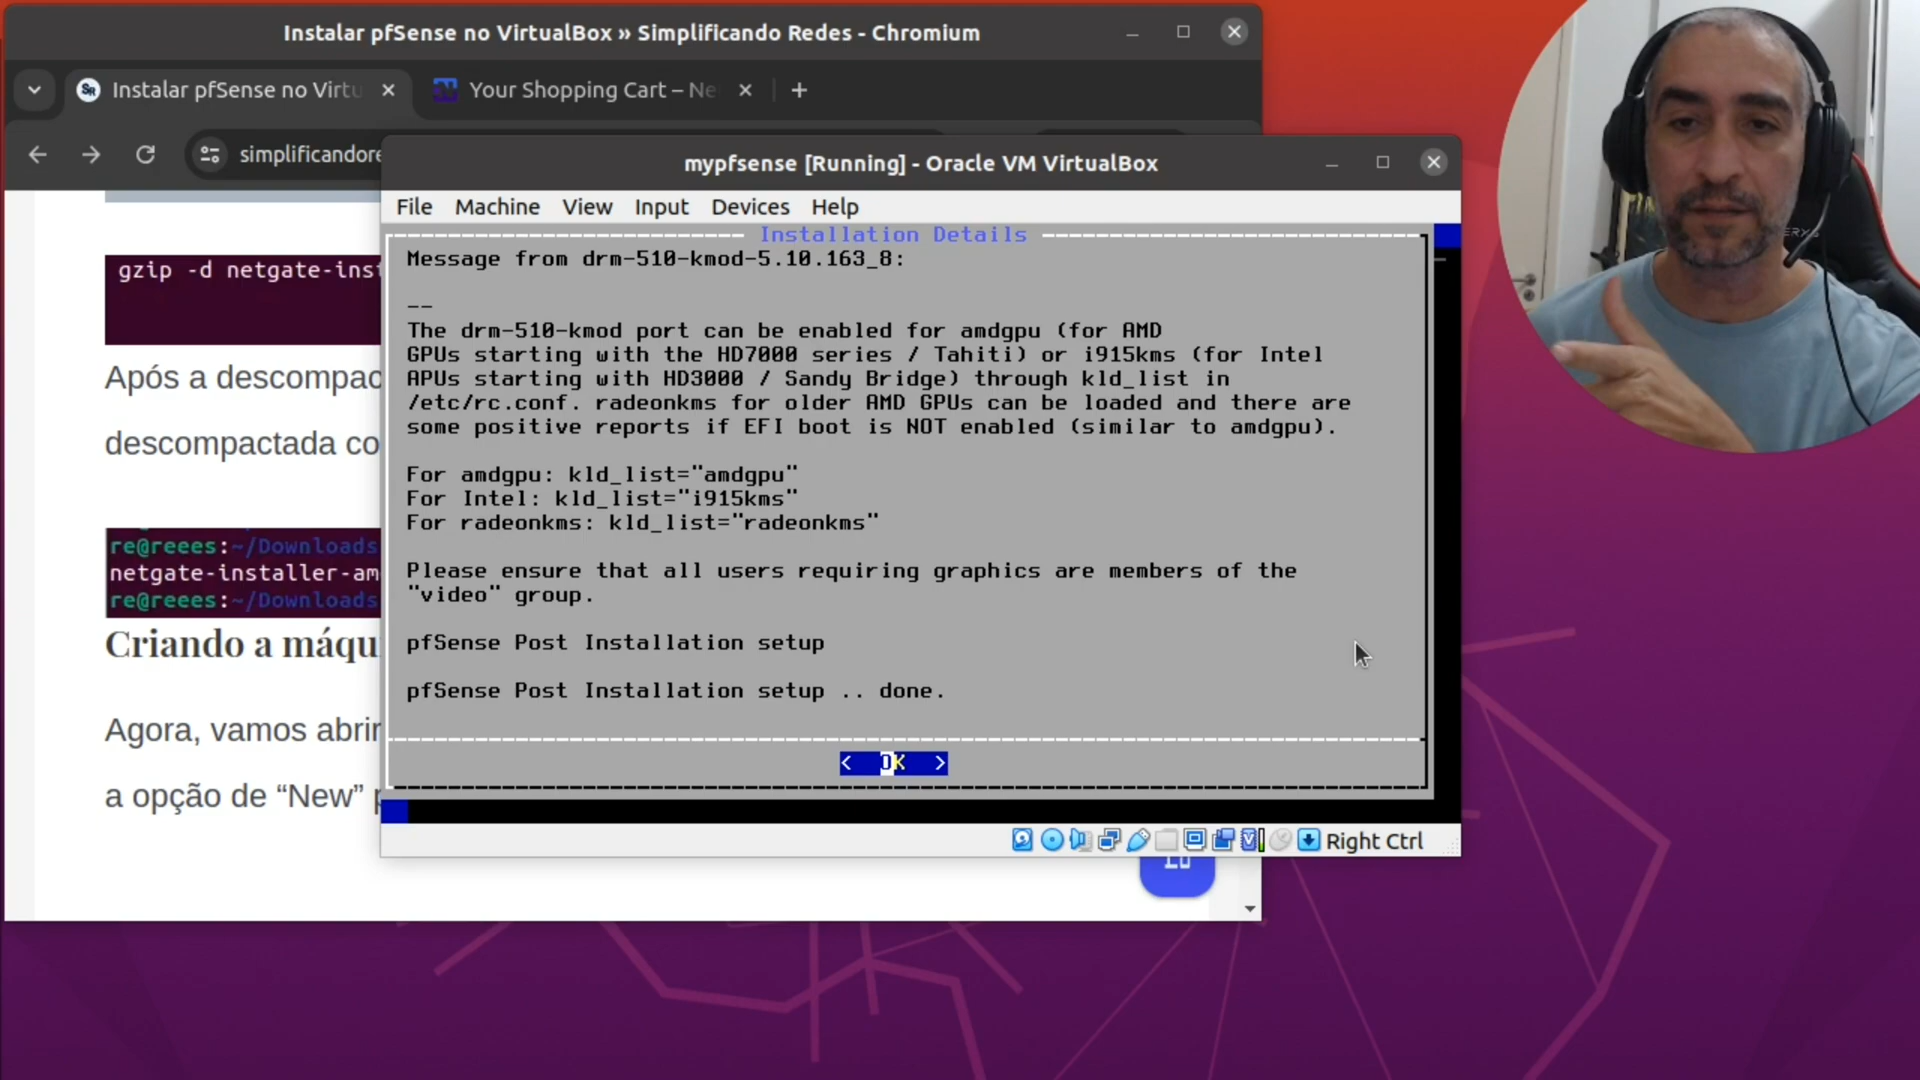 Instalar pfSense no VirtualBox » Simplificando Redes - Chromium
Instalar pfSense no Virtu
Your Shopping Cart – Ne
simplificandore
mypfsense [Running] - Oracle VM VirtualBox
File Machine View Input Devices Help
Installation Details
Message from drm-510-kmod-5.10.163_8:
--
The drm-510-kmod port can be enabled for amdgpu (for AMD
GPUs starting with the HD7000 series / Tahiti) or i915kms (for Intel
APUs starting with HD3000 / Sandy Bridge) through kld_list in
/etc/rc.conf. radeonkms for older AMD GPUs can be loaded and there are
some positive reports if EFI boot is NOT enabled (similar to amdgpu).
For amdgpu: kld_list="amdgpu"
For Intel: kld_list="i915kms"
For radeonkms: kld_list="radeonkms"
Please ensure that all users requiring graphics are members of the
"video" group.
pfSense Post Installation setup
pfSense Post Installation setup .. done.
< OK >
Right Ctrl
gzip -d netgate-inst
Após a descompac
descompactada co
re@reees:~/Downloads
netgate-installer-am
re@reees:~/Downloads
Criando a máqu
Agora, vamos abrir
a opção de “New” p